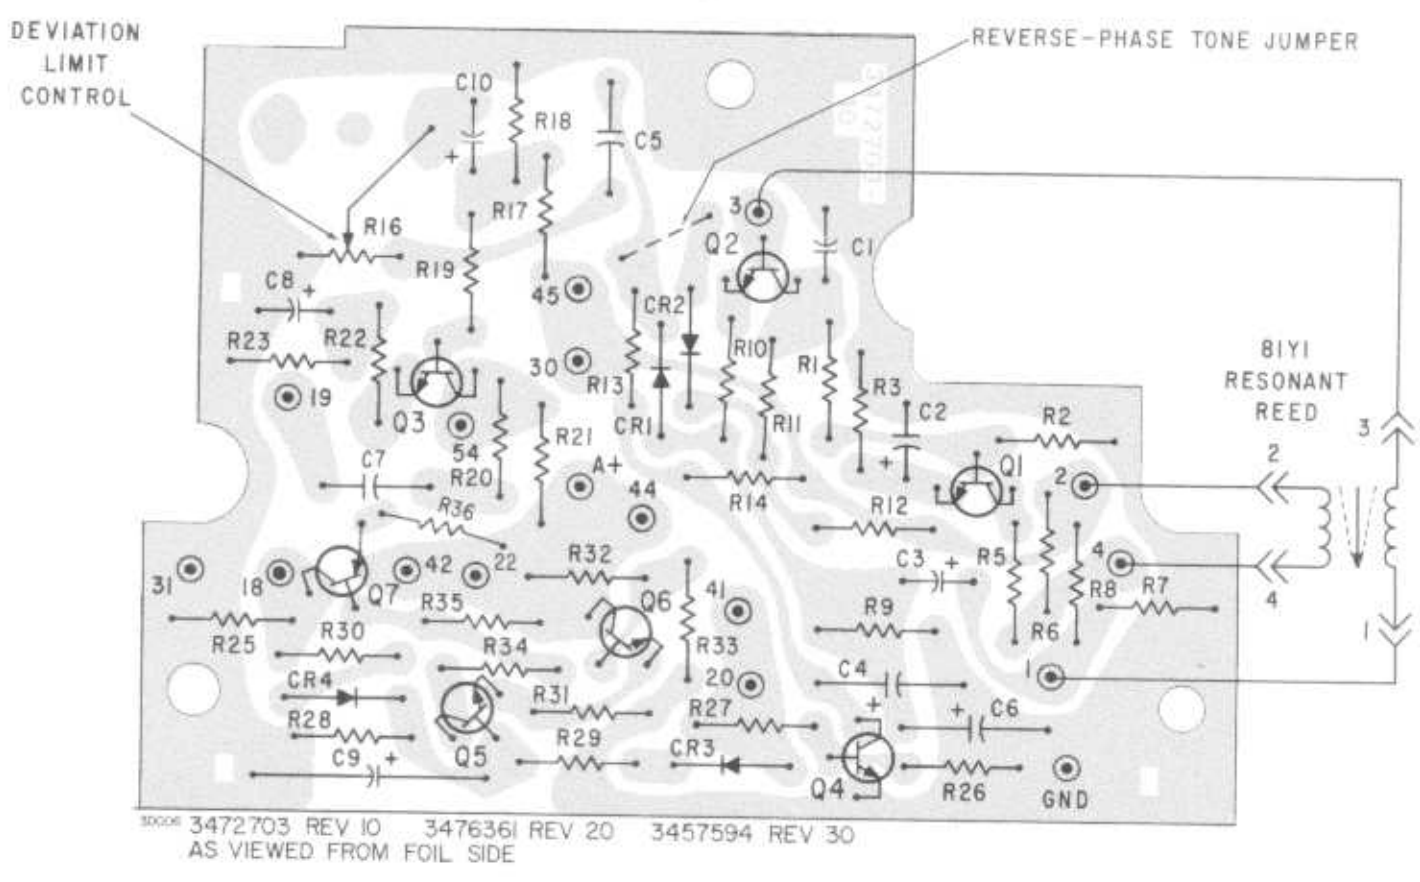 DEVIATION
LIMIT
CONTROL
REVERSE-PHASE TONE JUMPER
C10
R18
C5
+
R17
3
R16
Q2
C1
R19
C8
+
45
CR2
R23
R22
30
R13
R10
R1
R3
81Y1
RESONANT
REED
19
Q3
54
R21
CR1
R11
C2
R2
3
C7
R20
A+
+
Q1
2
2
R36
44
R14
R12
31
18
Q7
42
22
R32
C3
+
R5
4
R8
R7
4
R25
R35
Q6
41
R9
R6
1
R30
R34
R33
CR4
R31
20
C4
1
R28
R27
+
+
C6
C9
+
Q5
R29
CR3
Q4
R26
GND
30006 3472703 REV 10 3476361 REV 20 3457594 REV 30
AS VIEWED FROM FOIL SIDE